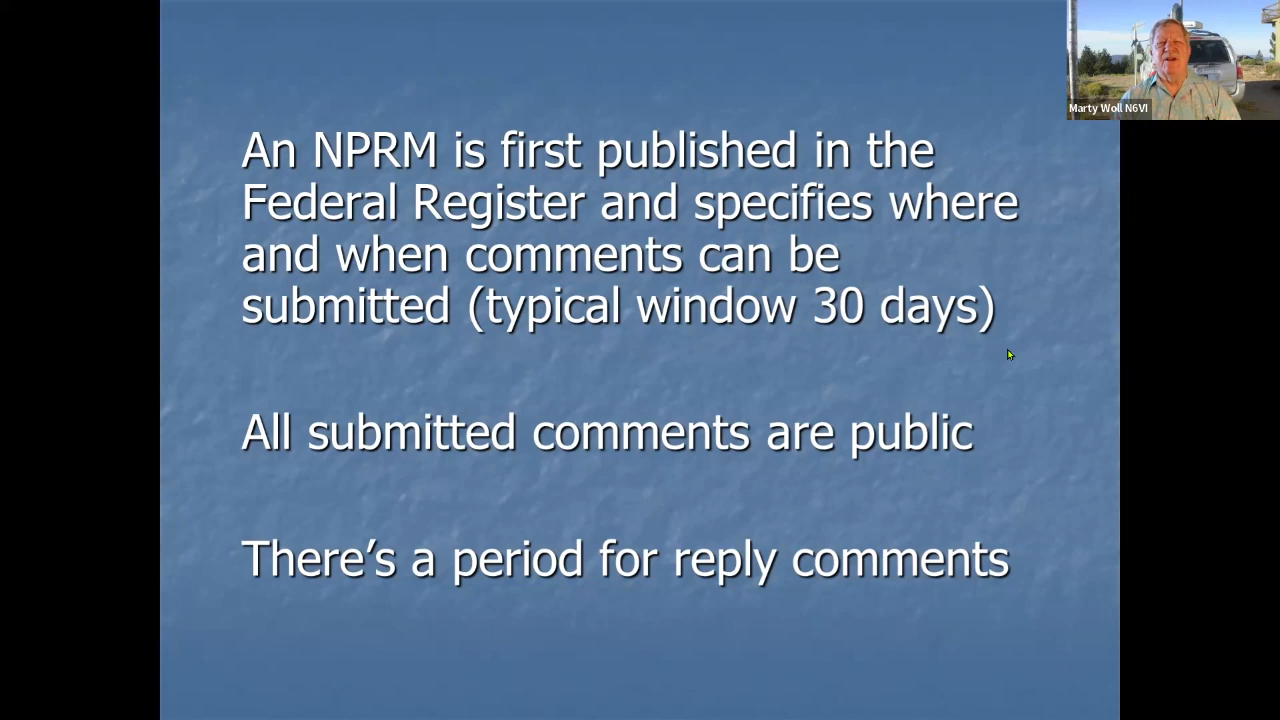 An NPRM is first published in the
Federal Register and specifies where
and when comments can be
submitted (typical window 30 days)
All submitted comments are public
There’s a period for reply comments
Marty Woll N6VI